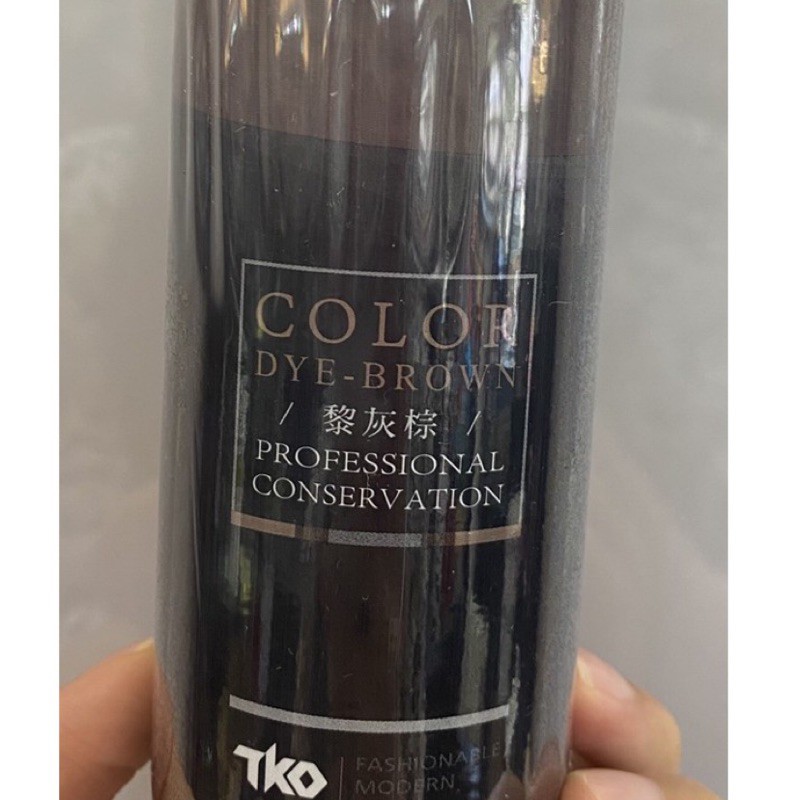 COLOR
DYE-BROWN
/ 黎灰棕 /
PROFESSIONAL
CONSERVATION
TKO
FASHIONABLE
MODERN.